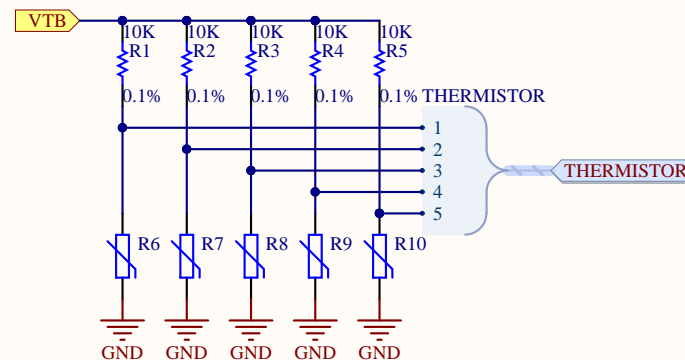 VTB
10K 10K 10K 10K 10K
R1 R2 R3 R4 R5
0.1% 0.1% 0.1% 0.1% 0.1% THERMISTOR
1
2
3 THERMISTOR
4
5
R6 R7 R8 R9 R10
GND GND GND GND GND